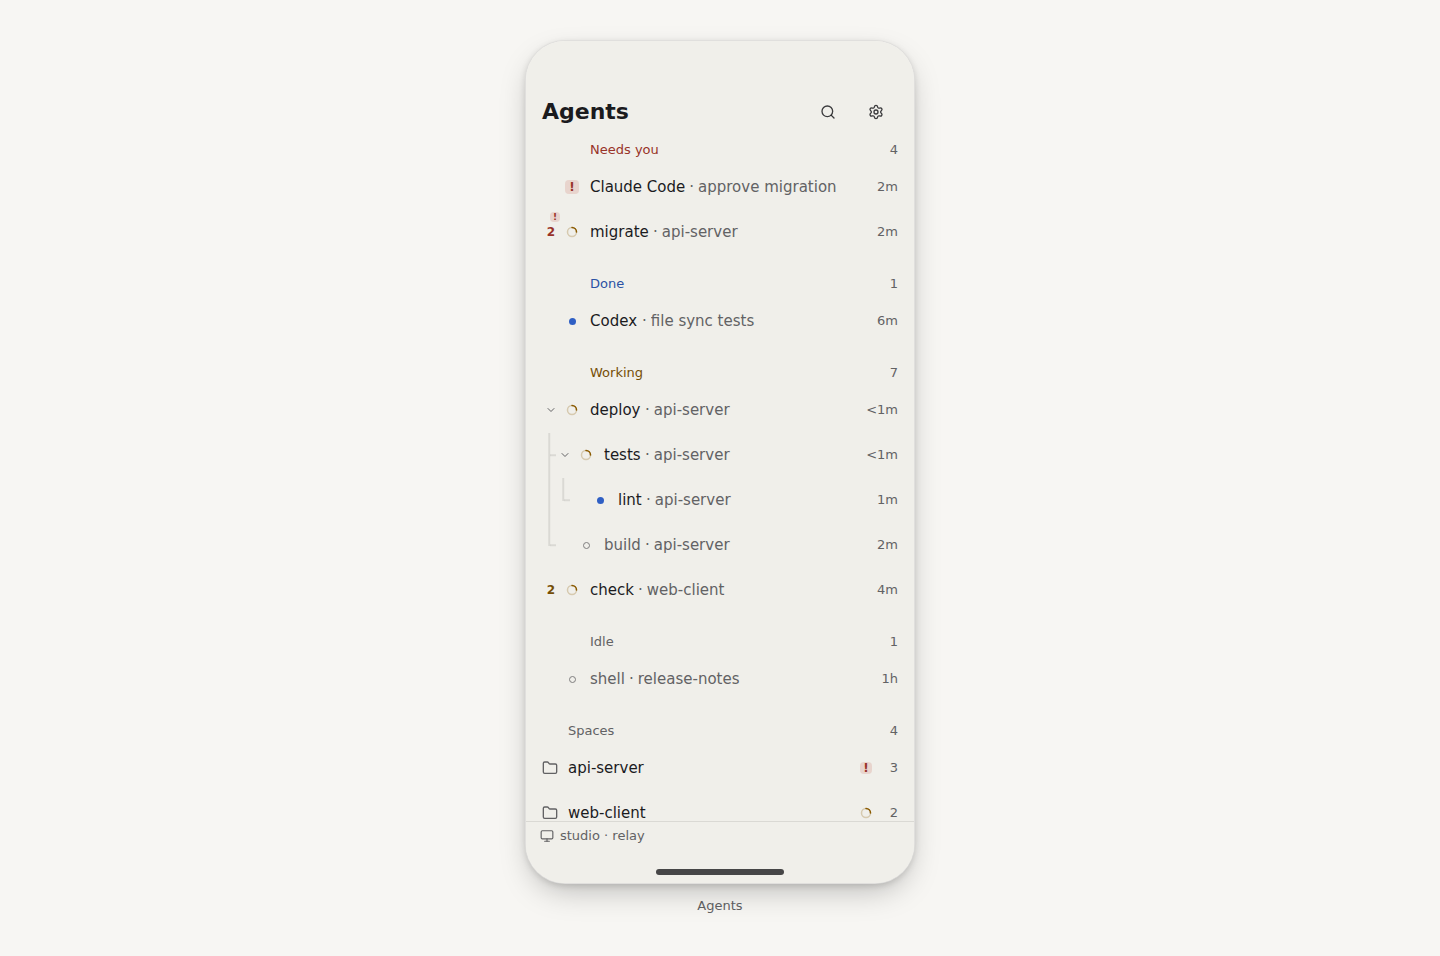 Agents
Needs you 4
! Claude Code · approve migration 2m
!
2 migrate · api-server 2m
Done 1
Codex · file sync tests 6m
Working 7
deploy · api-server <1m
tests · api-server <1m
lint · api-server 1m
build · api-server 2m
2 check · web-client 4m
Idle 1
shell · release-notes 1h
Spaces 4
api-server ! 3
web-client 2
studio · relay
Agents